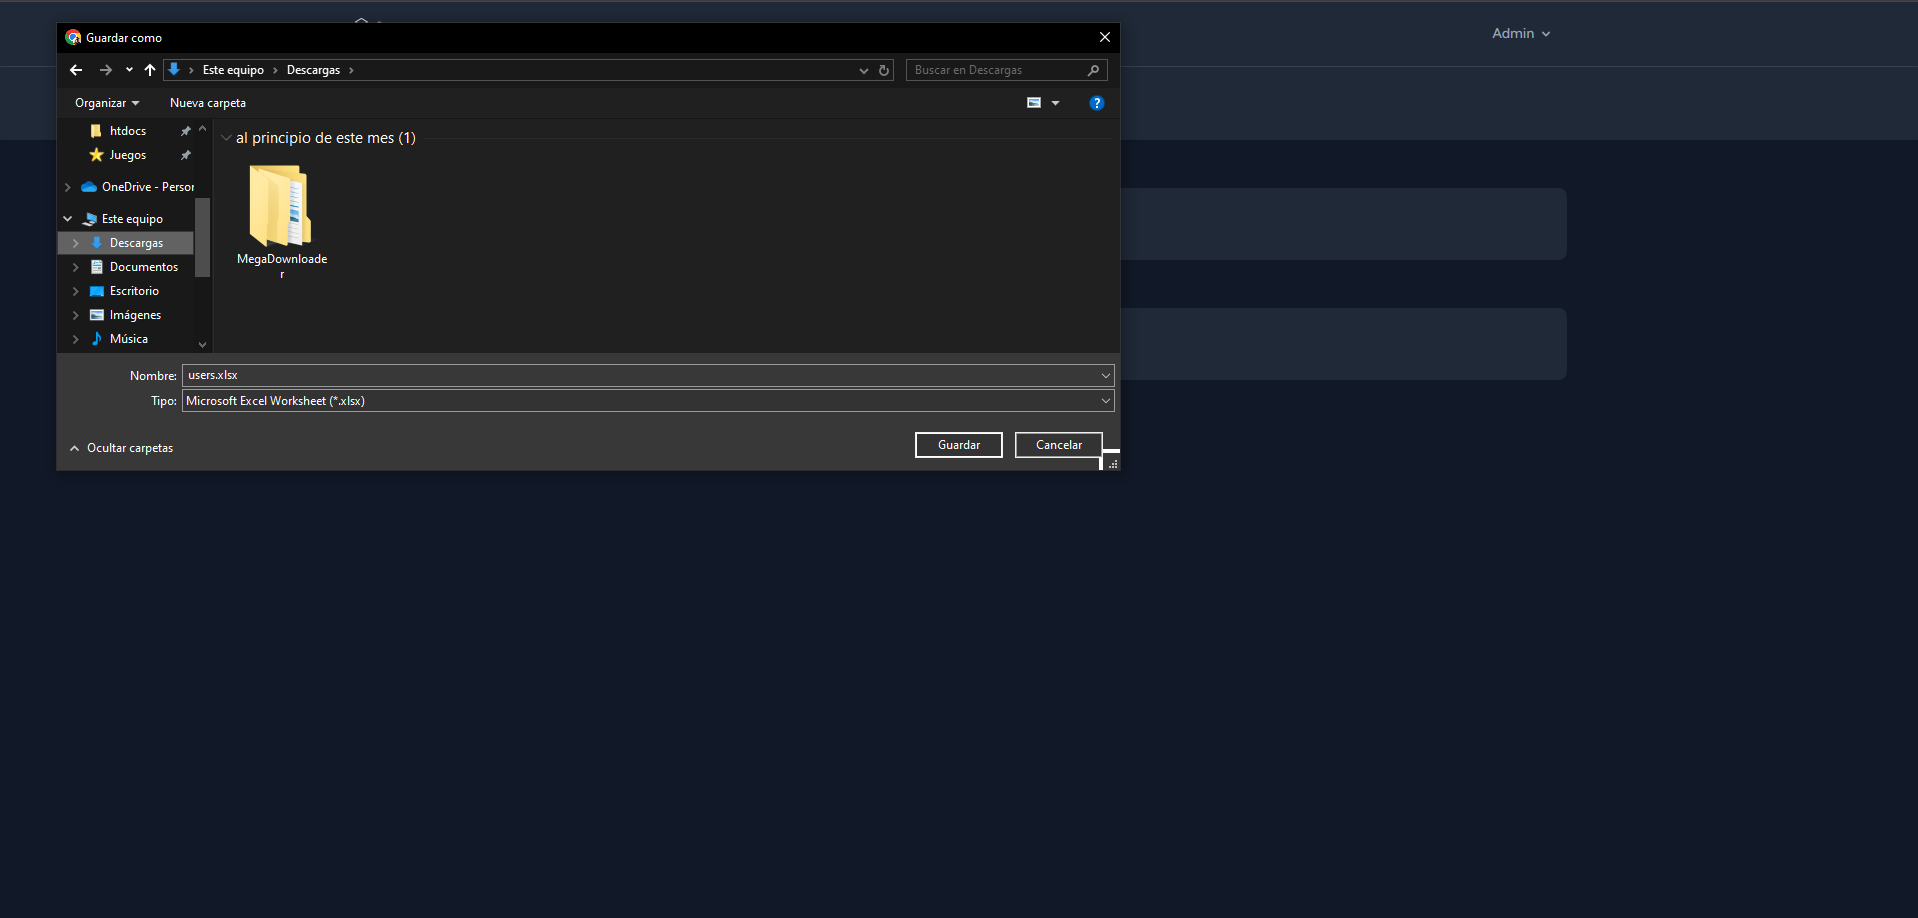 Admin
Guardar como
Este equipo
Descargas
Buscar en Descargas
Organizar
Nueva carpeta
?
htdocs
Juegos
OneDrive - Person
Este equipo
Descargas
Documentos
Escritorio
Imágenes
Música
al principio de este mes (1)
MegaDownloade
r
Nombre: users.xlsx
Tipo: Microsoft Excel Worksheet (*.xlsx)
Ocultar carpetas
Guardar
Cancelar